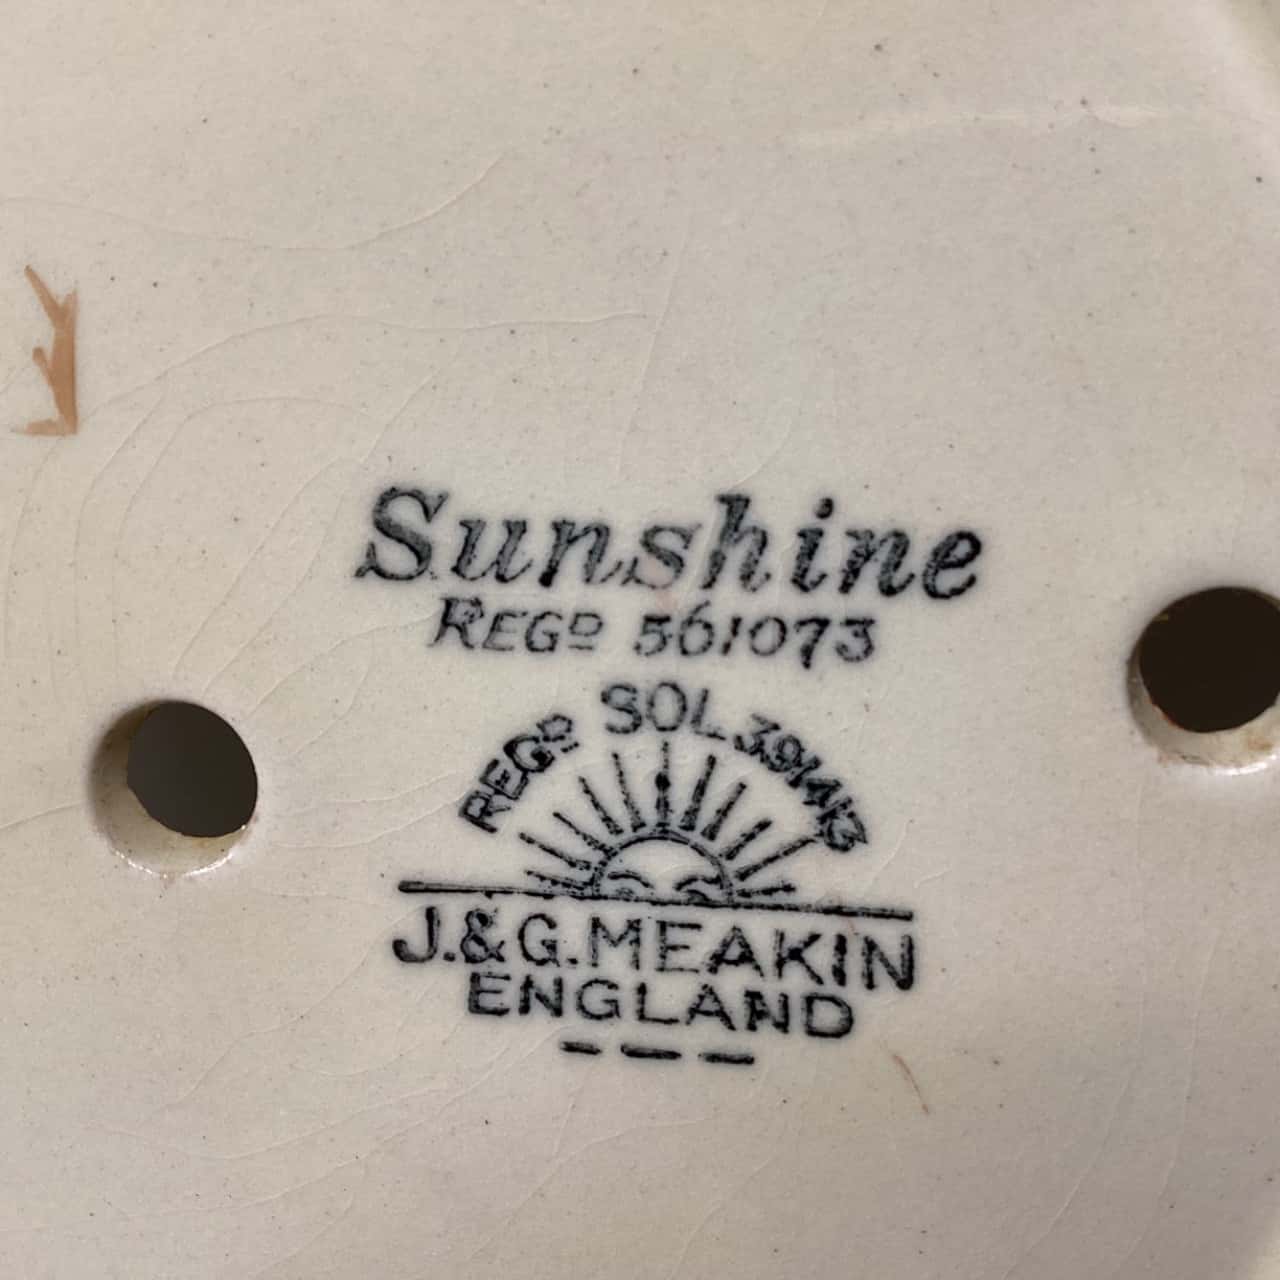 Sunshine
REGD 561073
REGD SOL 391413
J.&G. MEAKIN
ENGLAND